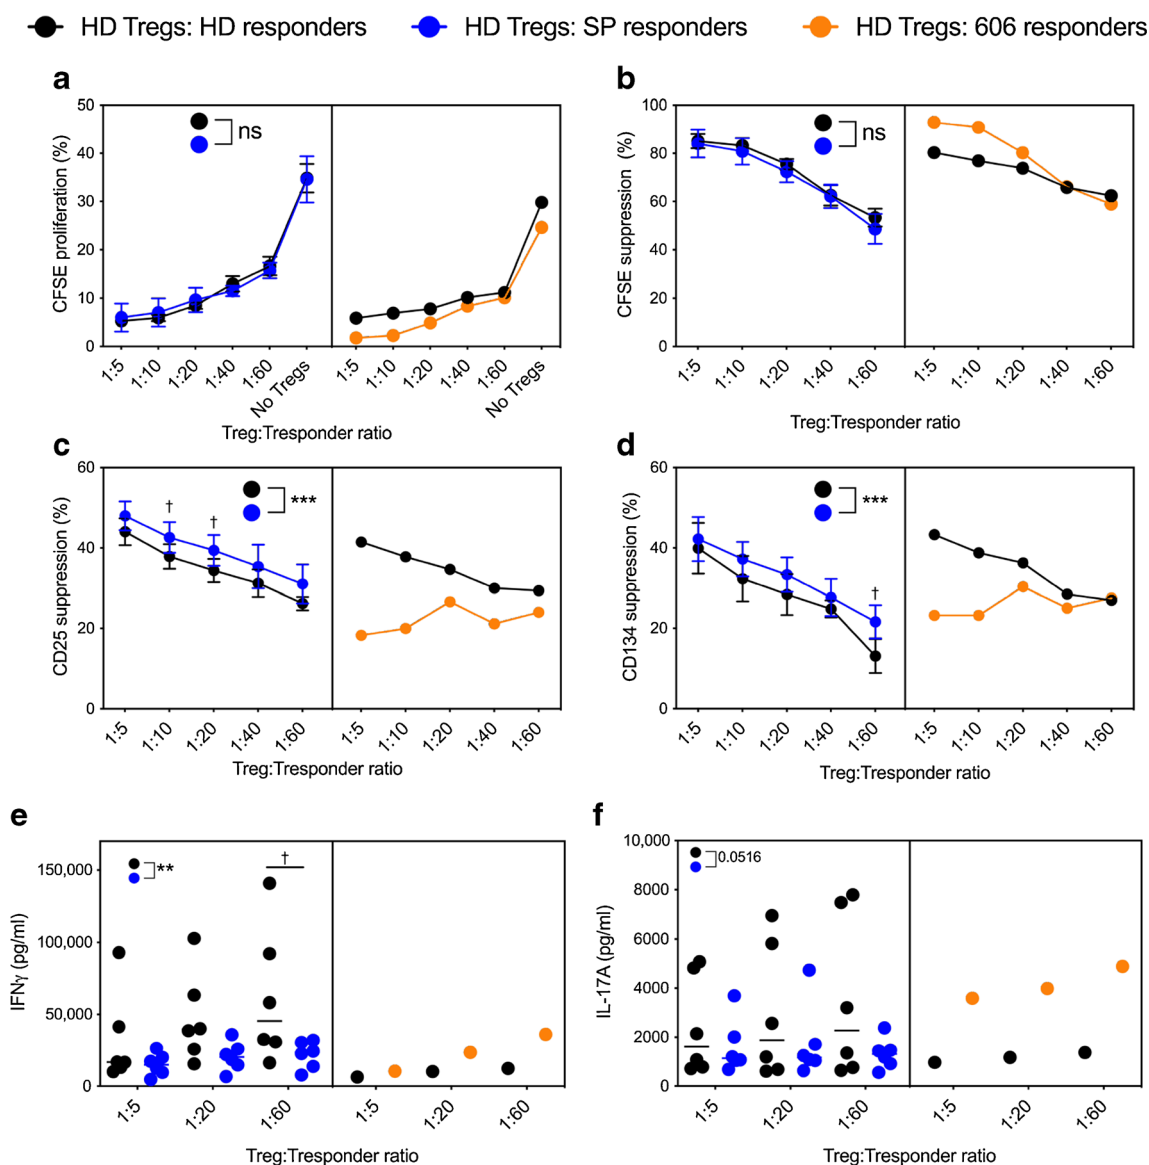 HD Tregs: HD responders HD Tregs: SP responders HD Tregs: 606 responders
a
CFSE proliferation (%)
50
40
30
20
10
0
ns
1:5 1:10 1:20 1:40 1:60 No Tregs 1:5 1:10 1:20 1:40 1:60 No Tregs
Treg:Tresponder ratio
b
CFSE suppression (%)
100
80
60
40
20
0
ns
1:5 1:10 1:20 1:40 1:60 1:5 1:10 1:20 1:40 1:60
Treg:Tresponder ratio
c
CD25 suppression (%)
60
40
20
0
† † ***
1:5 1:10 1:20 1:40 1:60 1:5 1:10 1:20 1:40 1:60
Treg:Tresponder ratio
d
CD134 suppression (%)
60
40
20
0
*** †
1:5 1:10 1:20 1:40 1:60 1:5 1:10 1:20 1:40 1:60
Treg:Tresponder ratio
e
IFNγ (pg/ml)
150,000
100,000
50,000
0
** †
1:5 1:20 1:60 1:5 1:20 1:60
Treg:Tresponder ratio
f
IL-17A (pg/ml)
10,000
8000
6000
4000
2000
0
0.0516
1:5 1:20 1:60 1:5 1:20 1:60
Treg:Tresponder ratio